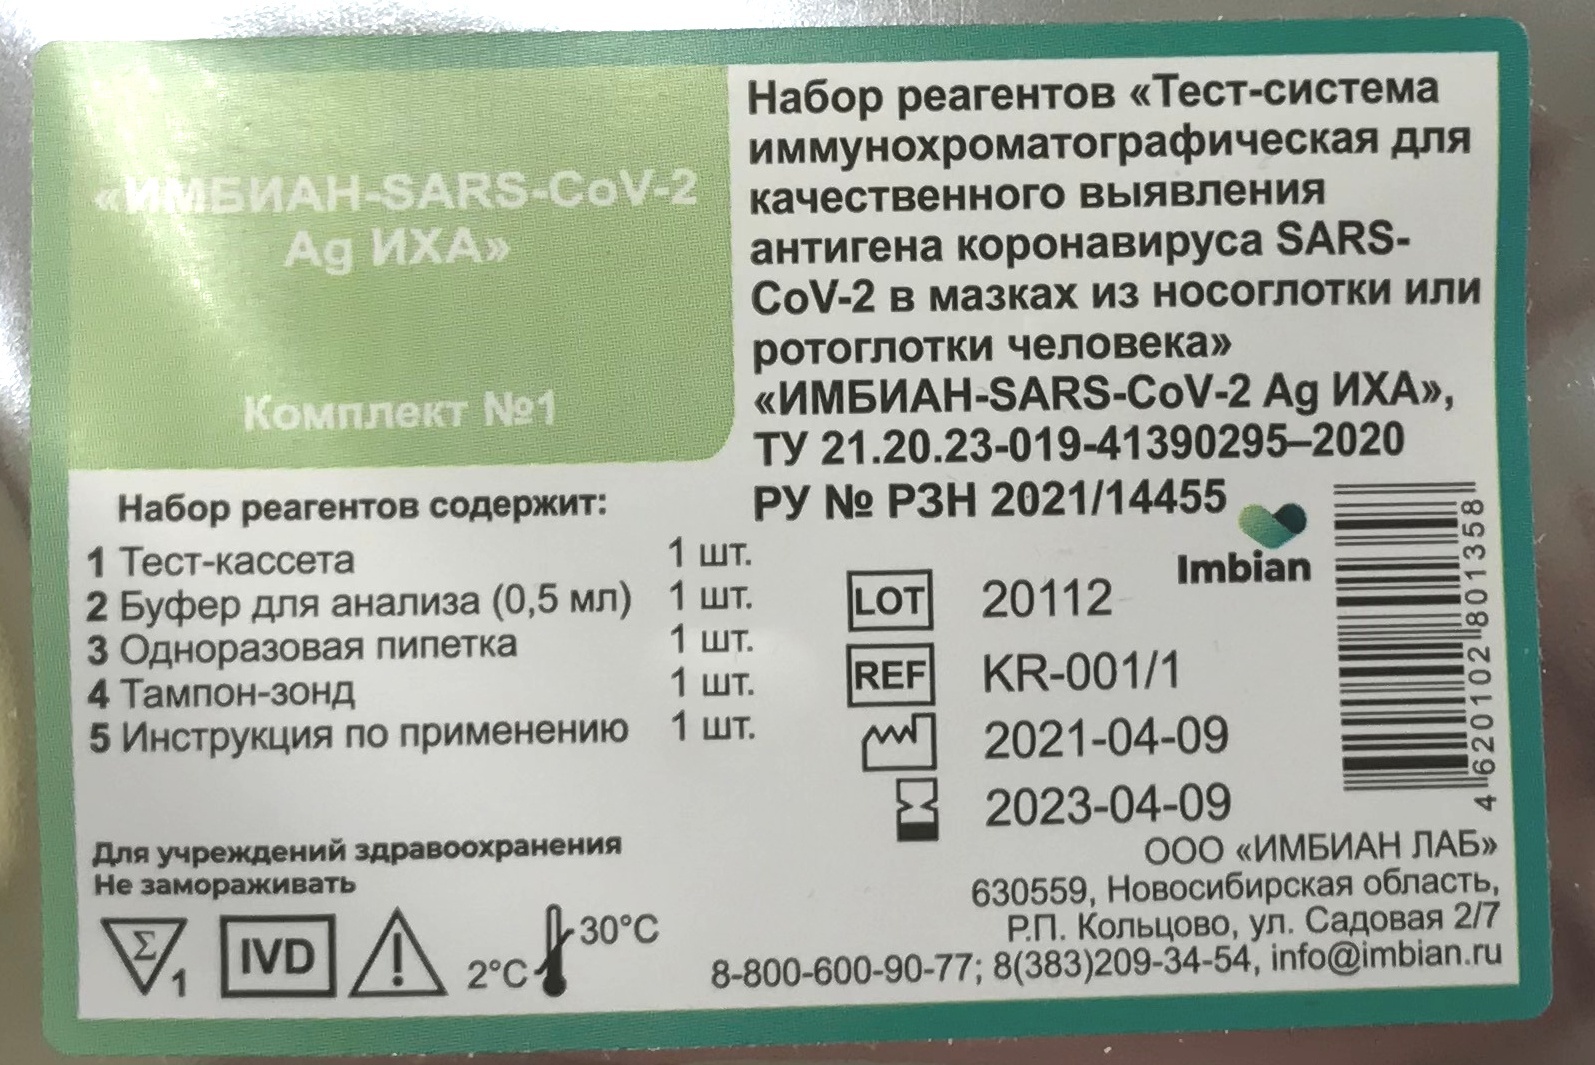 «ИМБИАН-SARS-CoV-2
Ag ИХА»
Комплект №1
Набор реагентов «Тест-система
иммунохроматографическая для
качественного выявления
антигена коронавируса SARS-
CoV-2 в мазках из носоглотки или
ротоглотки человека»
«ИМБИАН-SARS-CoV-2 Ag ИХА»,
ТУ 21.20.23-019-41390295–2020
РУ № РЗН 2021/14455
Imbian
Набор реагентов содержит:
1 Тест-кассета 1 шт.
2 Буфер для анализа (0,5 мл) 1 шт.
3 Одноразовая пипетка 1 шт.
4 Тампон-зонд 1 шт.
5 Инструкция по применению 1 шт.
LOT 20112
REF KR-001/1
2021-04-09
2023-04-09
4 620102 801358
Для учреждений здравоохранения
Не замораживать
Σ 1
IVD
!
2°C 30°C
ООО «ИМБИАН ЛАБ»
630559, Новосибирская область,
Р.П. Кольцово, ул. Садовая 2/7
8-800-600-90-77; 8(383)209-34-54, info@imbian.ru